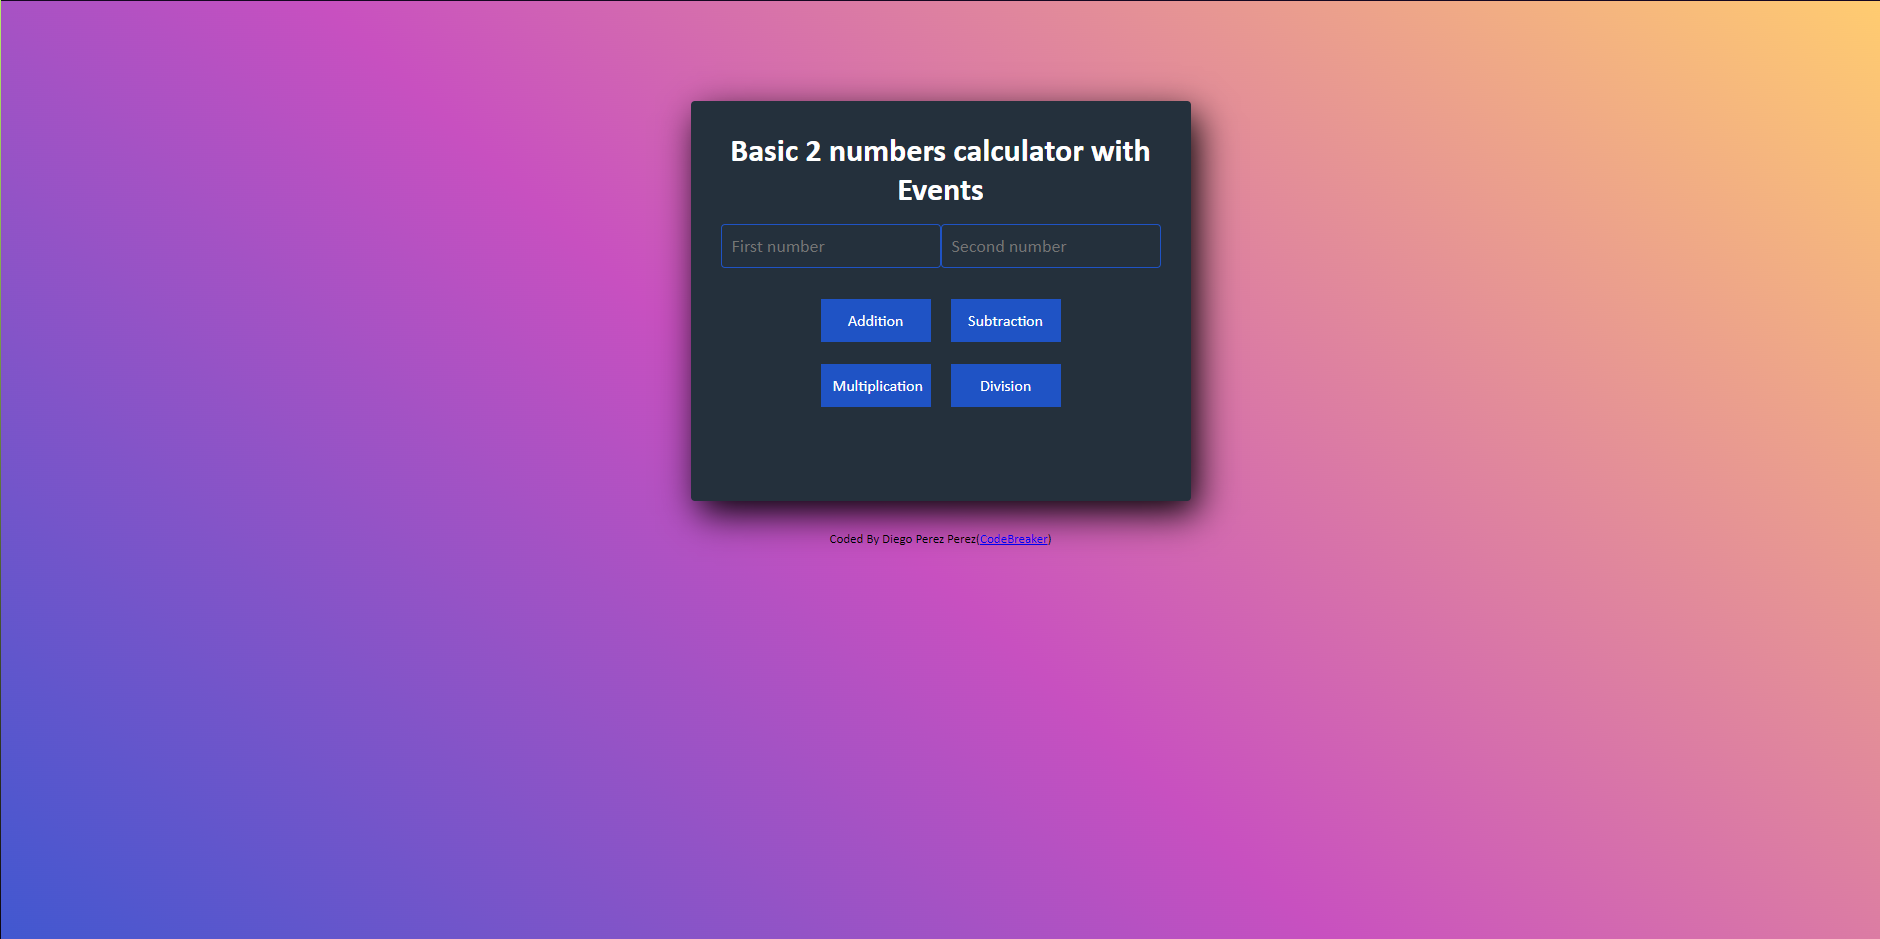 Basic 2 numbers calculator with
Events
First number
Second number
Addition
Subtraction
Multiplication
Division
Coded By Diego Perez Perez(CodeBreaker)